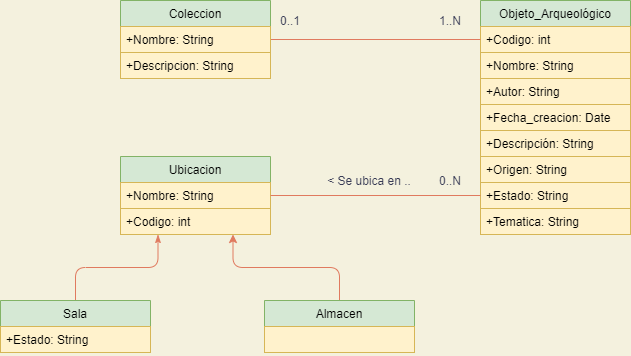 Coleccion
+Nombre: String
+Descripcion: String
0..1
1..N
Objeto_Arqueológico
+Codigo: int
+Nombre: String
+Autor: String
+Fecha_creacion: Date
+Descripción: String
+Origen: String
+Estado: String
+Tematica: String
Ubicacion
+Nombre: String
+Codigo: int
< Se ubica en ..
0..N
Sala
+Estado: String
Almacen